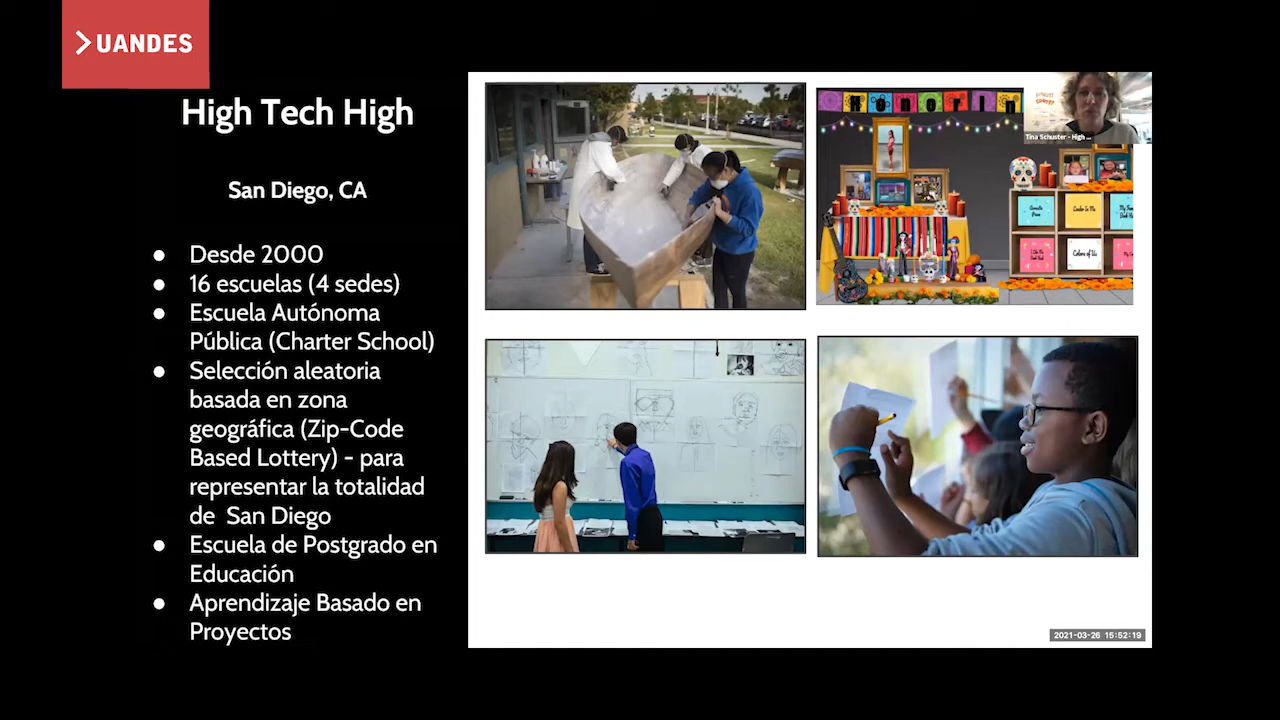 UANDES
High Tech High
San Diego, CA
● Desde 2000
● 16 escuelas (4 sedes)
● Escuela Autónoma
Pública (Charter School)
● Selección aleatoria
basada en zona
geográfica (Zip-Code
Based Lottery) - para
representar la totalidad
de San Diego
● Escuela de Postgrado en
Educación
● Aprendizaje Basado en
Proyectos
Tina Schuster - High ...
Colors of Us
2021-03-26 15:52:19